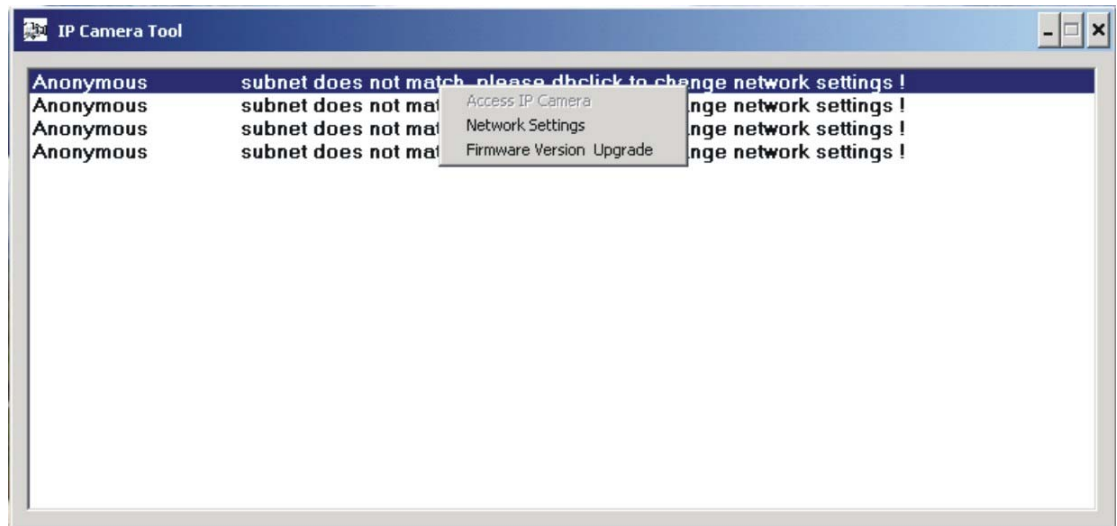 IP Camera Tool
Anonymous subnet does not match, please dbclick to change network settings !
Anonymous subnet does not mat nge network settings !
Anonymous subnet does not mat nge network settings !
Anonymous subnet does not mat nge network settings !
Access IP Camera
Network Settings
Firmware Version Upgrade